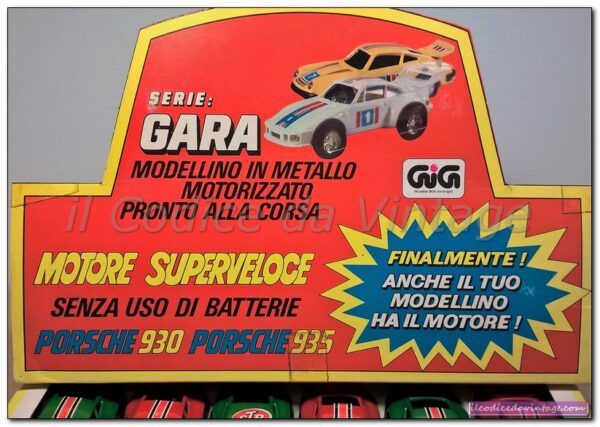 SERIE:
GARA
MODELLINO IN METALLO
MOTORIZZATO
PRONTO ALLA CORSA
GiGi
il Codice da Vintage
MOTORE SUPERVELOCE
SENZA USO DI BATTERIE
PORSCHE 930 PORSCHE 935
FINALMENTE!
ANCHE IL TUO
MODELLINO
HA IL MOTORE!
ilcodicedavintage.com